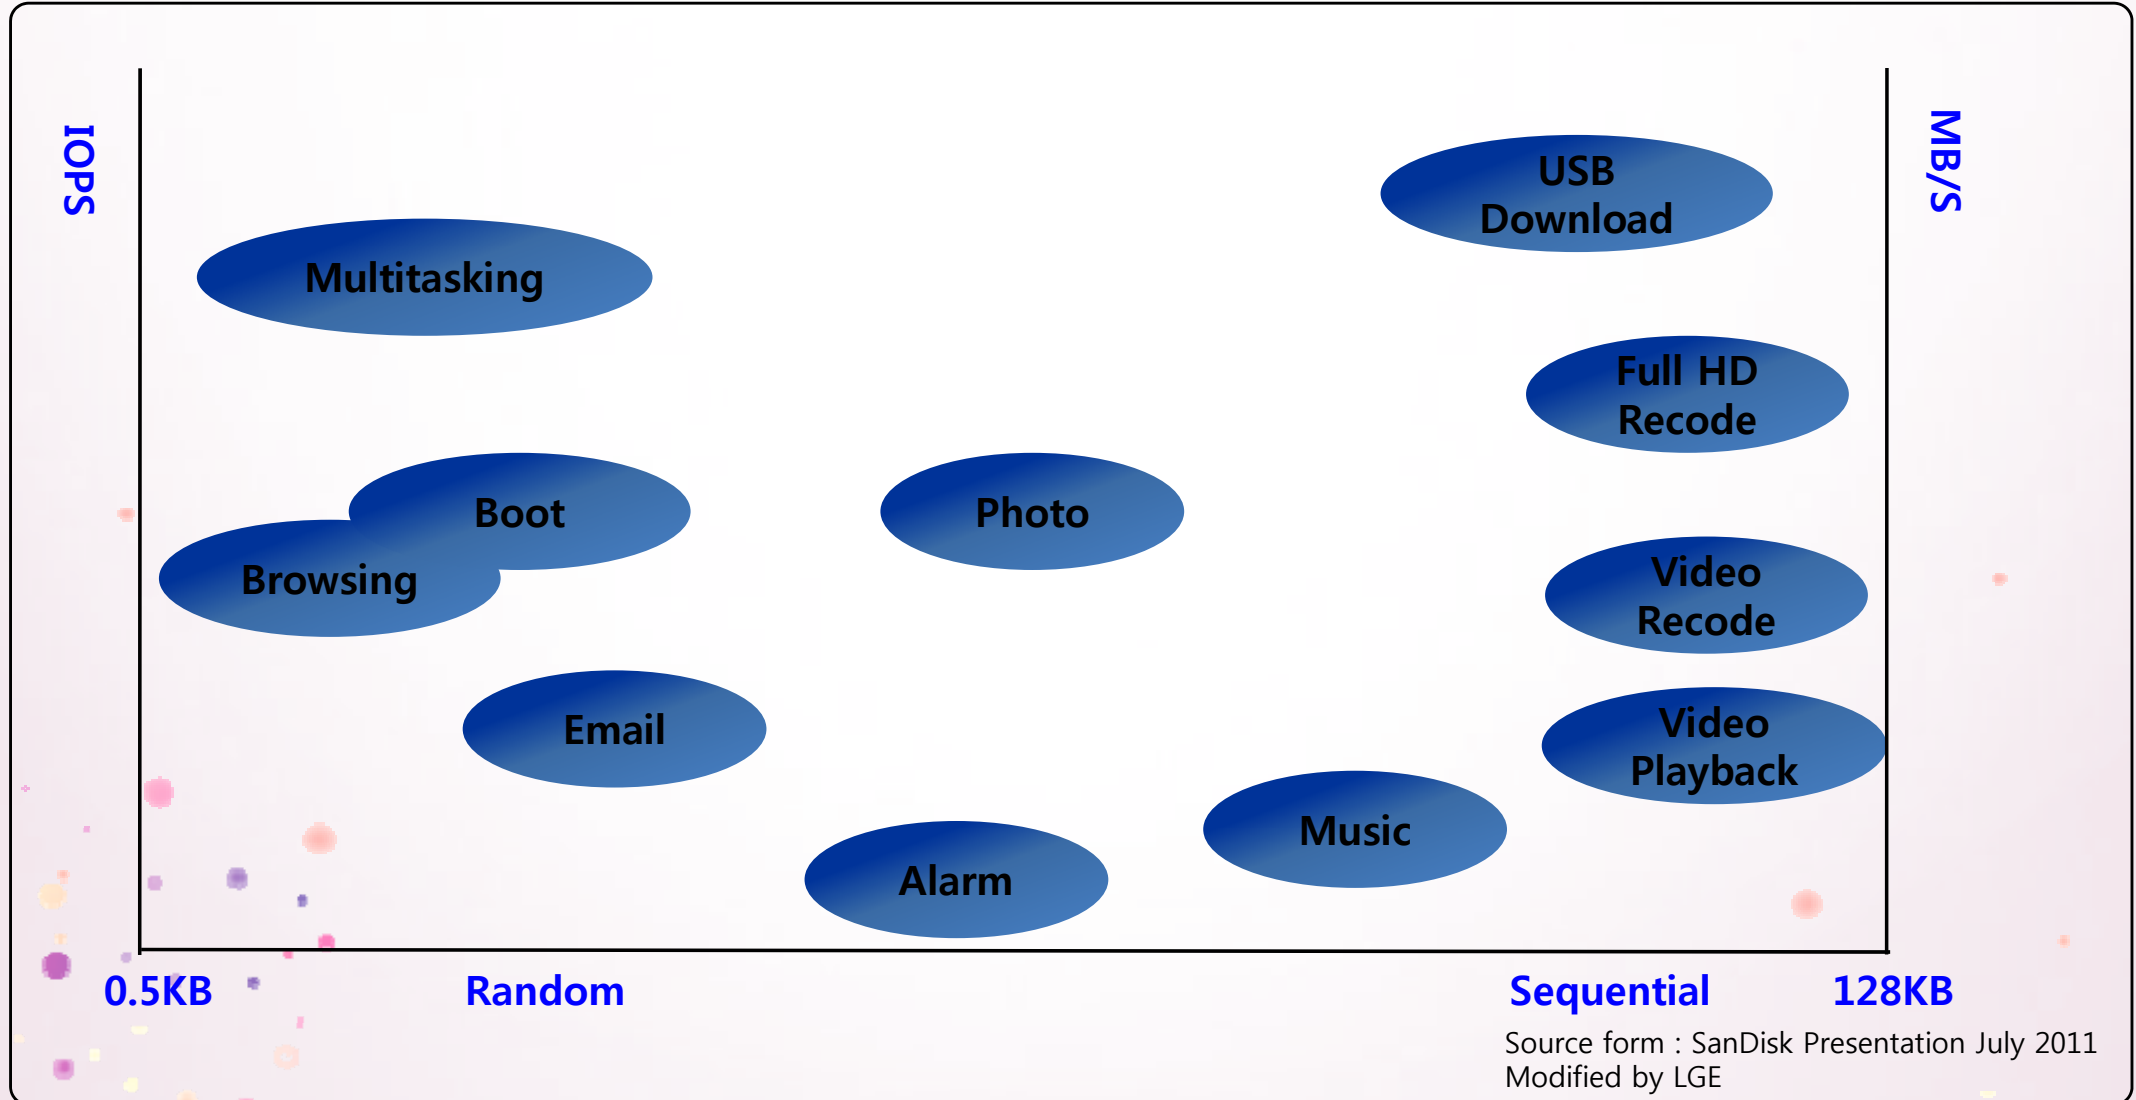 IOPS
MB/S
USB
Download
Multitasking
Full HD
Recode
Boot
Photo
Browsing
Video
Recode
Email
Video
Playback
Music
Alarm
0.5KB
Random
Sequential
128KB
Source form : SanDisk Presentation July 2011
Modified by LGE